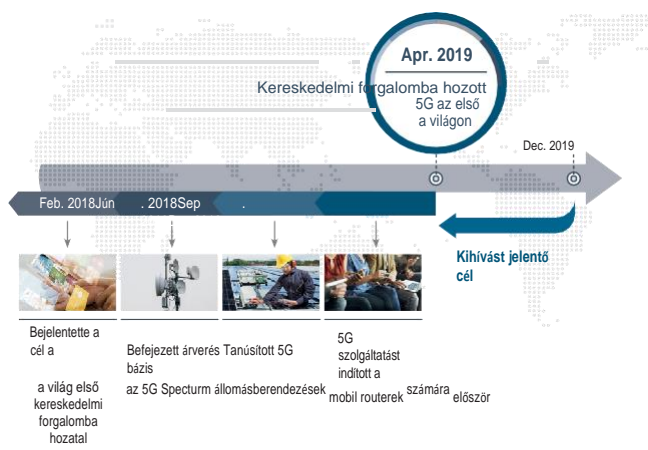 Apr. 2019
Kereskedelmi forgalomba hozott
5G az első
a világon
Dec. 2019
Feb. 2018Jún . 2018Sep .
Kihívást jelentő
cél
Bejelentette a
cél a
a világ első
kereskedelmi
forgalomba
hozatal
Befejezett árverés Tanúsított 5G
bázis
az 5G Specturm állomásberendezések
5G
szolgáltatást
indított a
mobil routerek számára először